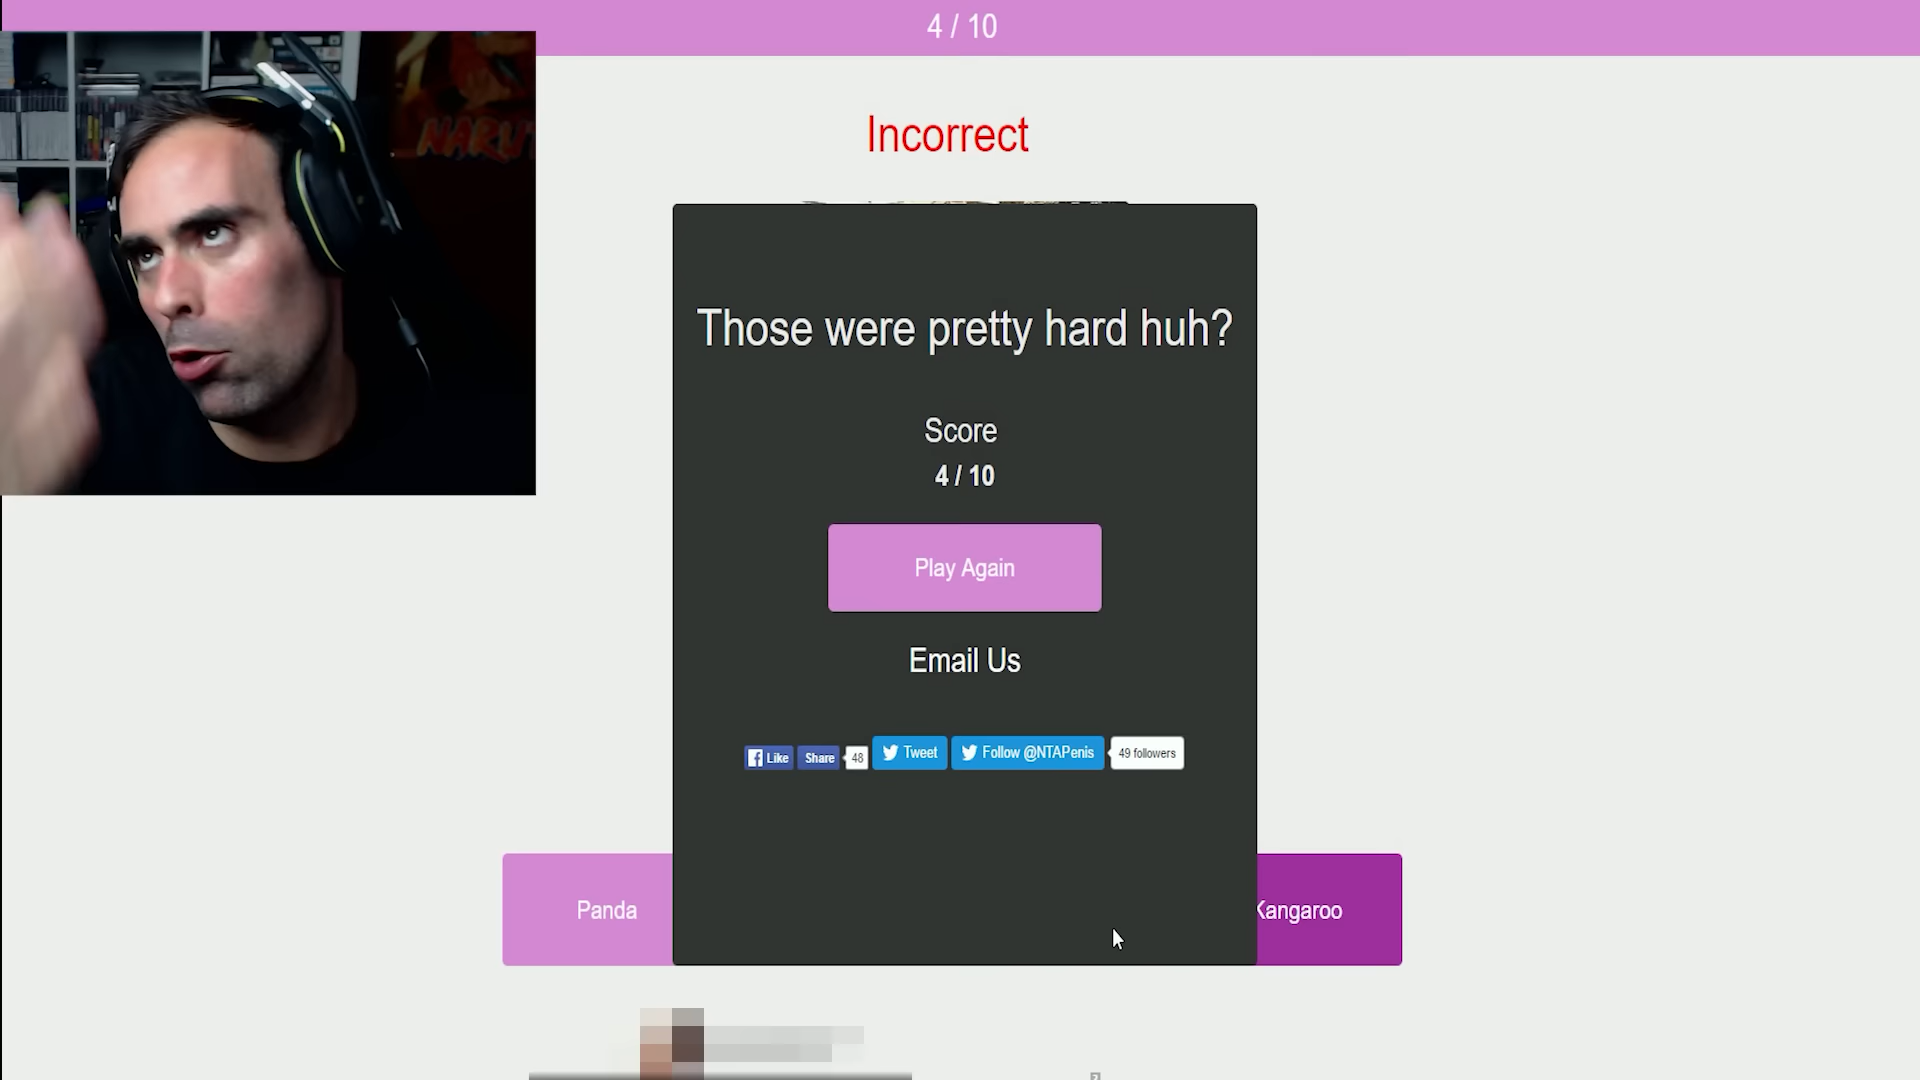 4 / 10
NARUT
Incorrect
Those were pretty hard huh?
Score
4 / 10
Play Again
Email Us
Like
Share
48
Tweet
Follow @NTAPenis
49 followers
Panda
Kangaroo